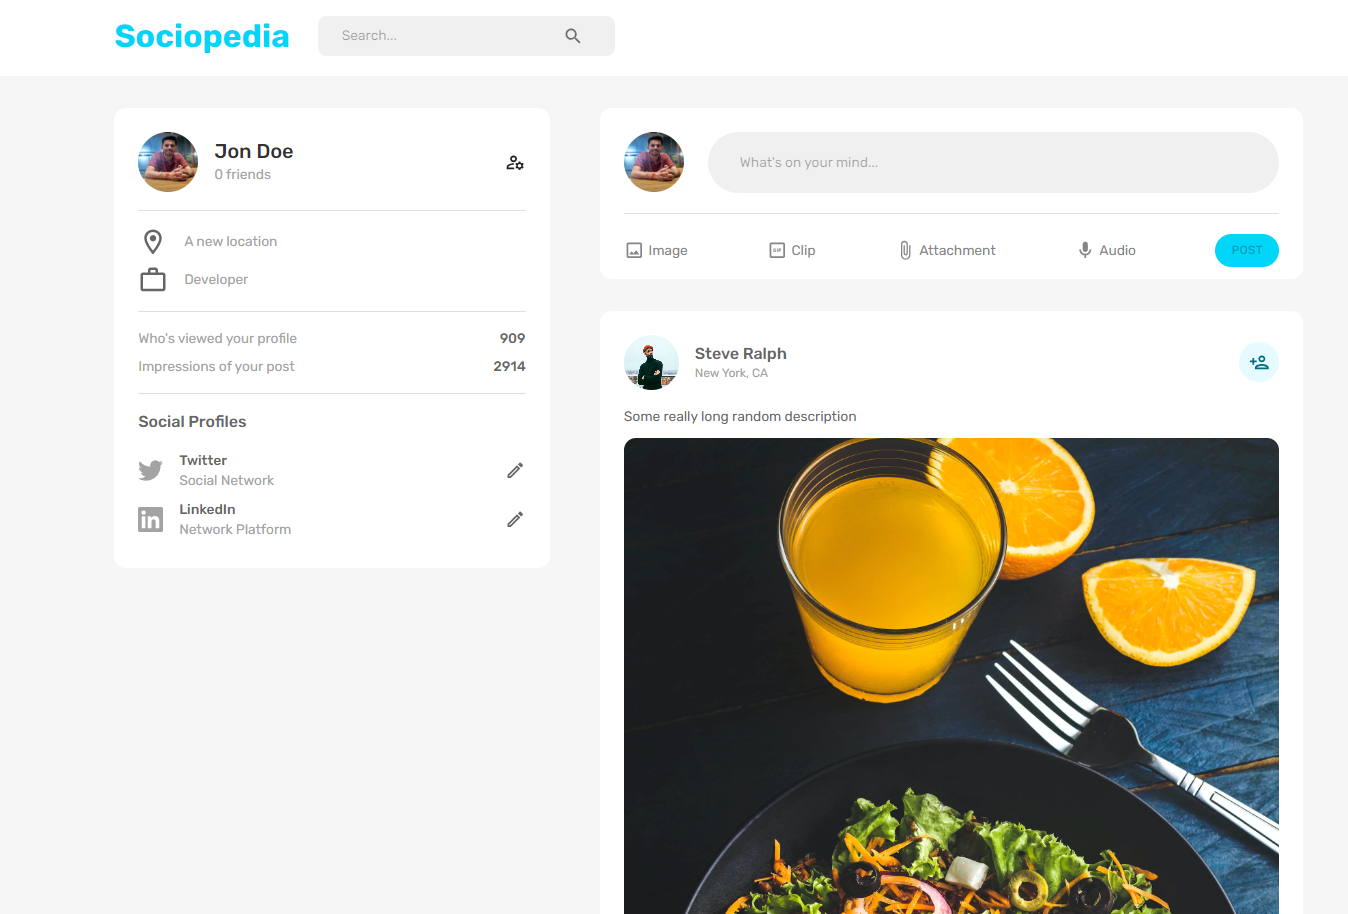 Sociopedia
Search...
Jon Doe
0 friends
A new location
Developer
Who's viewed your profile 909
Impressions of your post 2914
Social Profiles
Twitter
Social Network
LinkedIn
Network Platform
What's on your mind...
Image Clip Attachment Audio POST
Steve Ralph
New York, CA
Some really long random description